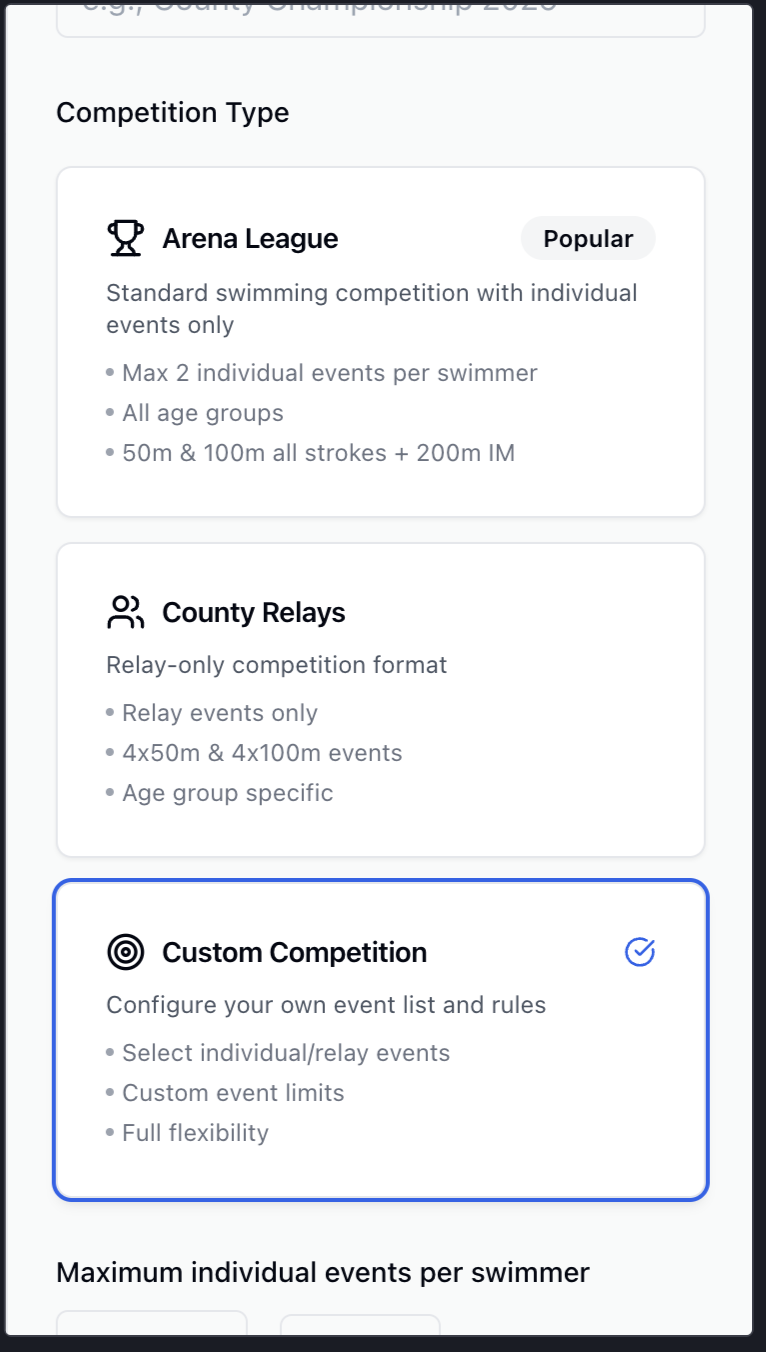 e.g., County Championship 2025
Competition Type
Arena League
Popular
Standard swimming competition with individual
events only
• Max 2 individual events per swimmer
• All age groups
• 50m & 100m all strokes + 200m IM
County Relays
Relay-only competition format
• Relay events only
• 4x50m & 4x100m events
• Age group specific
Custom Competition
Configure your own event list and rules
• Select individual/relay events
• Custom event limits
• Full flexibility
Maximum individual events per swimmer